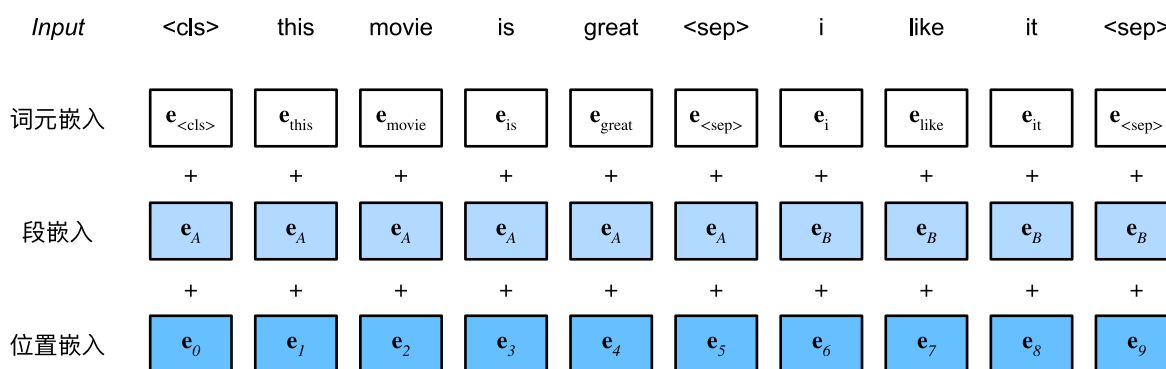 Input <cls> this movie is great <sep> i like it <sep>
词元嵌入 e<cls> ethis emovie eis egreat e<sep> ei elike eit e<sep>
+ + + + + + + + + +
段嵌入 eA eA eA eA eA eA eB eB eB eB
+ + + + + + + + + +
位置嵌入 e0 e1 e2 e3 e4 e5 e6 e7 e8 e9